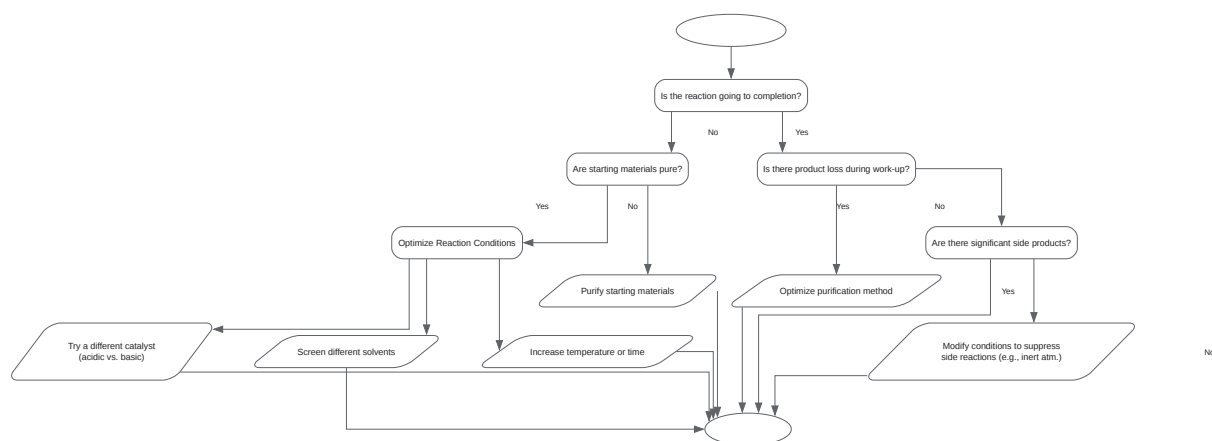 Is the reaction going to completion?
No
Yes
Are starting materials pure?
Is there product loss during work-up?
Yes
No
Yes
No
Optimize Reaction Conditions
Are there significant side products?
Purify starting materials
Optimize purification method
Yes
Try a different catalyst
(acidic vs. basic)
Screen different solvents
Increase temperature or time
Modify conditions to suppress
side reactions (e.g., inert atm.)